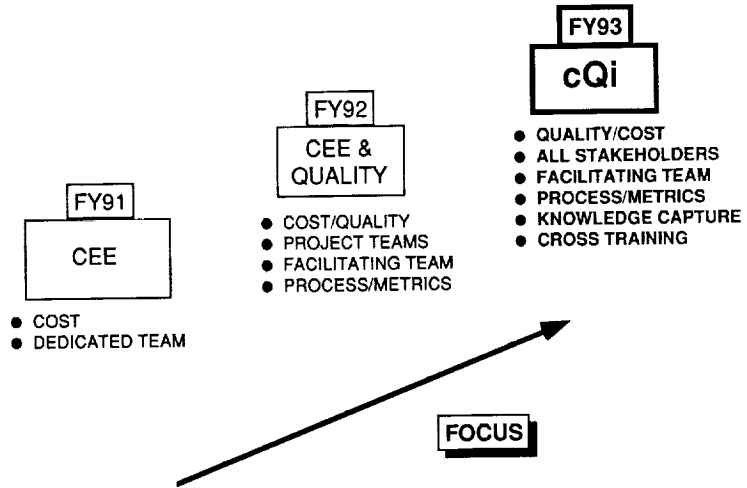 FY91
CEE
● COST
● DEDICATED TEAM
FY92
CEE &
QUALITY
● COST/QUALITY
● PROJECT TEAMS
● FACILITATING TEAM
● PROCESS/METRICS
FY93
cQi
● QUALITY/COST
● ALL STAKEHOLDERS
● FACILITATING TEAM
● PROCESS/METRICS
● KNOWLEDGE CAPTURE
● CROSS TRAINING
FOCUS